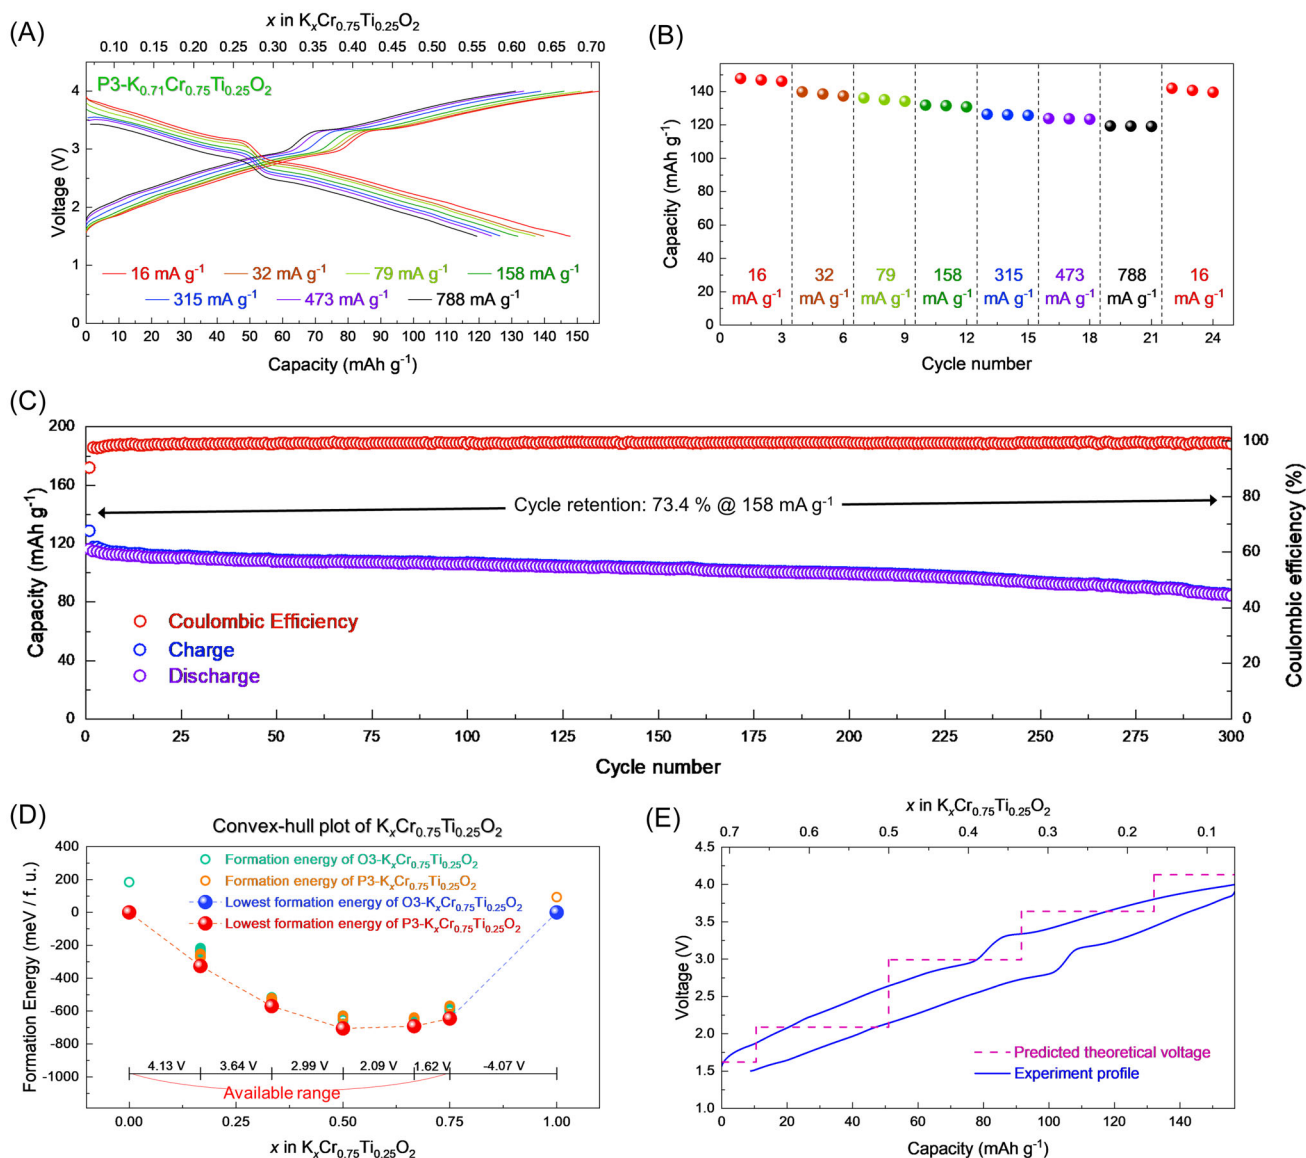 (A)
x in KxCr0.75Ti0.25O2
0.10 0.15 0.20 0.25 0.30 0.35 0.40 0.45 0.50 0.55 0.60 0.65 0.70
P3-K0.71Cr0.75Ti0.25O2
Voltage (V)
4
3
2
1
0
16 mA g-1 32 mA g-1 79 mA g-1 158 mA g-1
315 mA g-1 473 mA g-1 788 mA g-1
0 10 20 30 40 50 60 70 80 90 100 110 120 130 140 150
Capacity (mAh g-1)
(B)
Capacity (mAh g-1)
140
120
100
80
60
40
20
0
16 32 79 158 315 473 788 16
mA g-1 mA g-1 mA g-1 mA g-1 mA g-1 mA g-1 mA g-1 mA g-1
0 3 6 9 12 15 18 21 24
Cycle number
(C)
Capacity (mAh g-1)
200
160
120
80
40
0
Cycle retention: 73.4 % @ 158 mA g-1
Coulombic Efficiency
Charge
Discharge
100
80
60
40
20
0
Coulombic efficiency (%)
0 25 50 75 100 125 150 175 200 225 250 275 300
Cycle number
(D)
Convex-hull plot of KxCr0.75Ti0.25O2
Formation Energy (meV / f. u.)
400
200
0
-200
-400
-600
-800
-1000
Formation energy of O3-KxCr0.75Ti0.25O2
Formation energy of P3-KxCr0.75Ti0.25O2
Lowest formation energy of O3-KxCr0.75Ti0.25O2
Lowest formation energy of P3-KxCr0.75Ti0.25O2
4.13 V 3.64 V 2.99 V 2.09 V 1.62 V -4.07 V
Available range
0.00 0.25 0.50 0.75 1.00
x in KxCr0.75Ti0.25O2
(E)
x in KxCr0.75Ti0.25O2
0.7 0.6 0.5 0.4 0.3 0.2 0.1
Voltage (V)
4.5
4.0
3.5
3.0
2.5
2.0
1.5
1.0
Predicted theoretical voltage
Experiment profile
0 20 40 60 80 100 120 140
Capacity (mAh g-1)